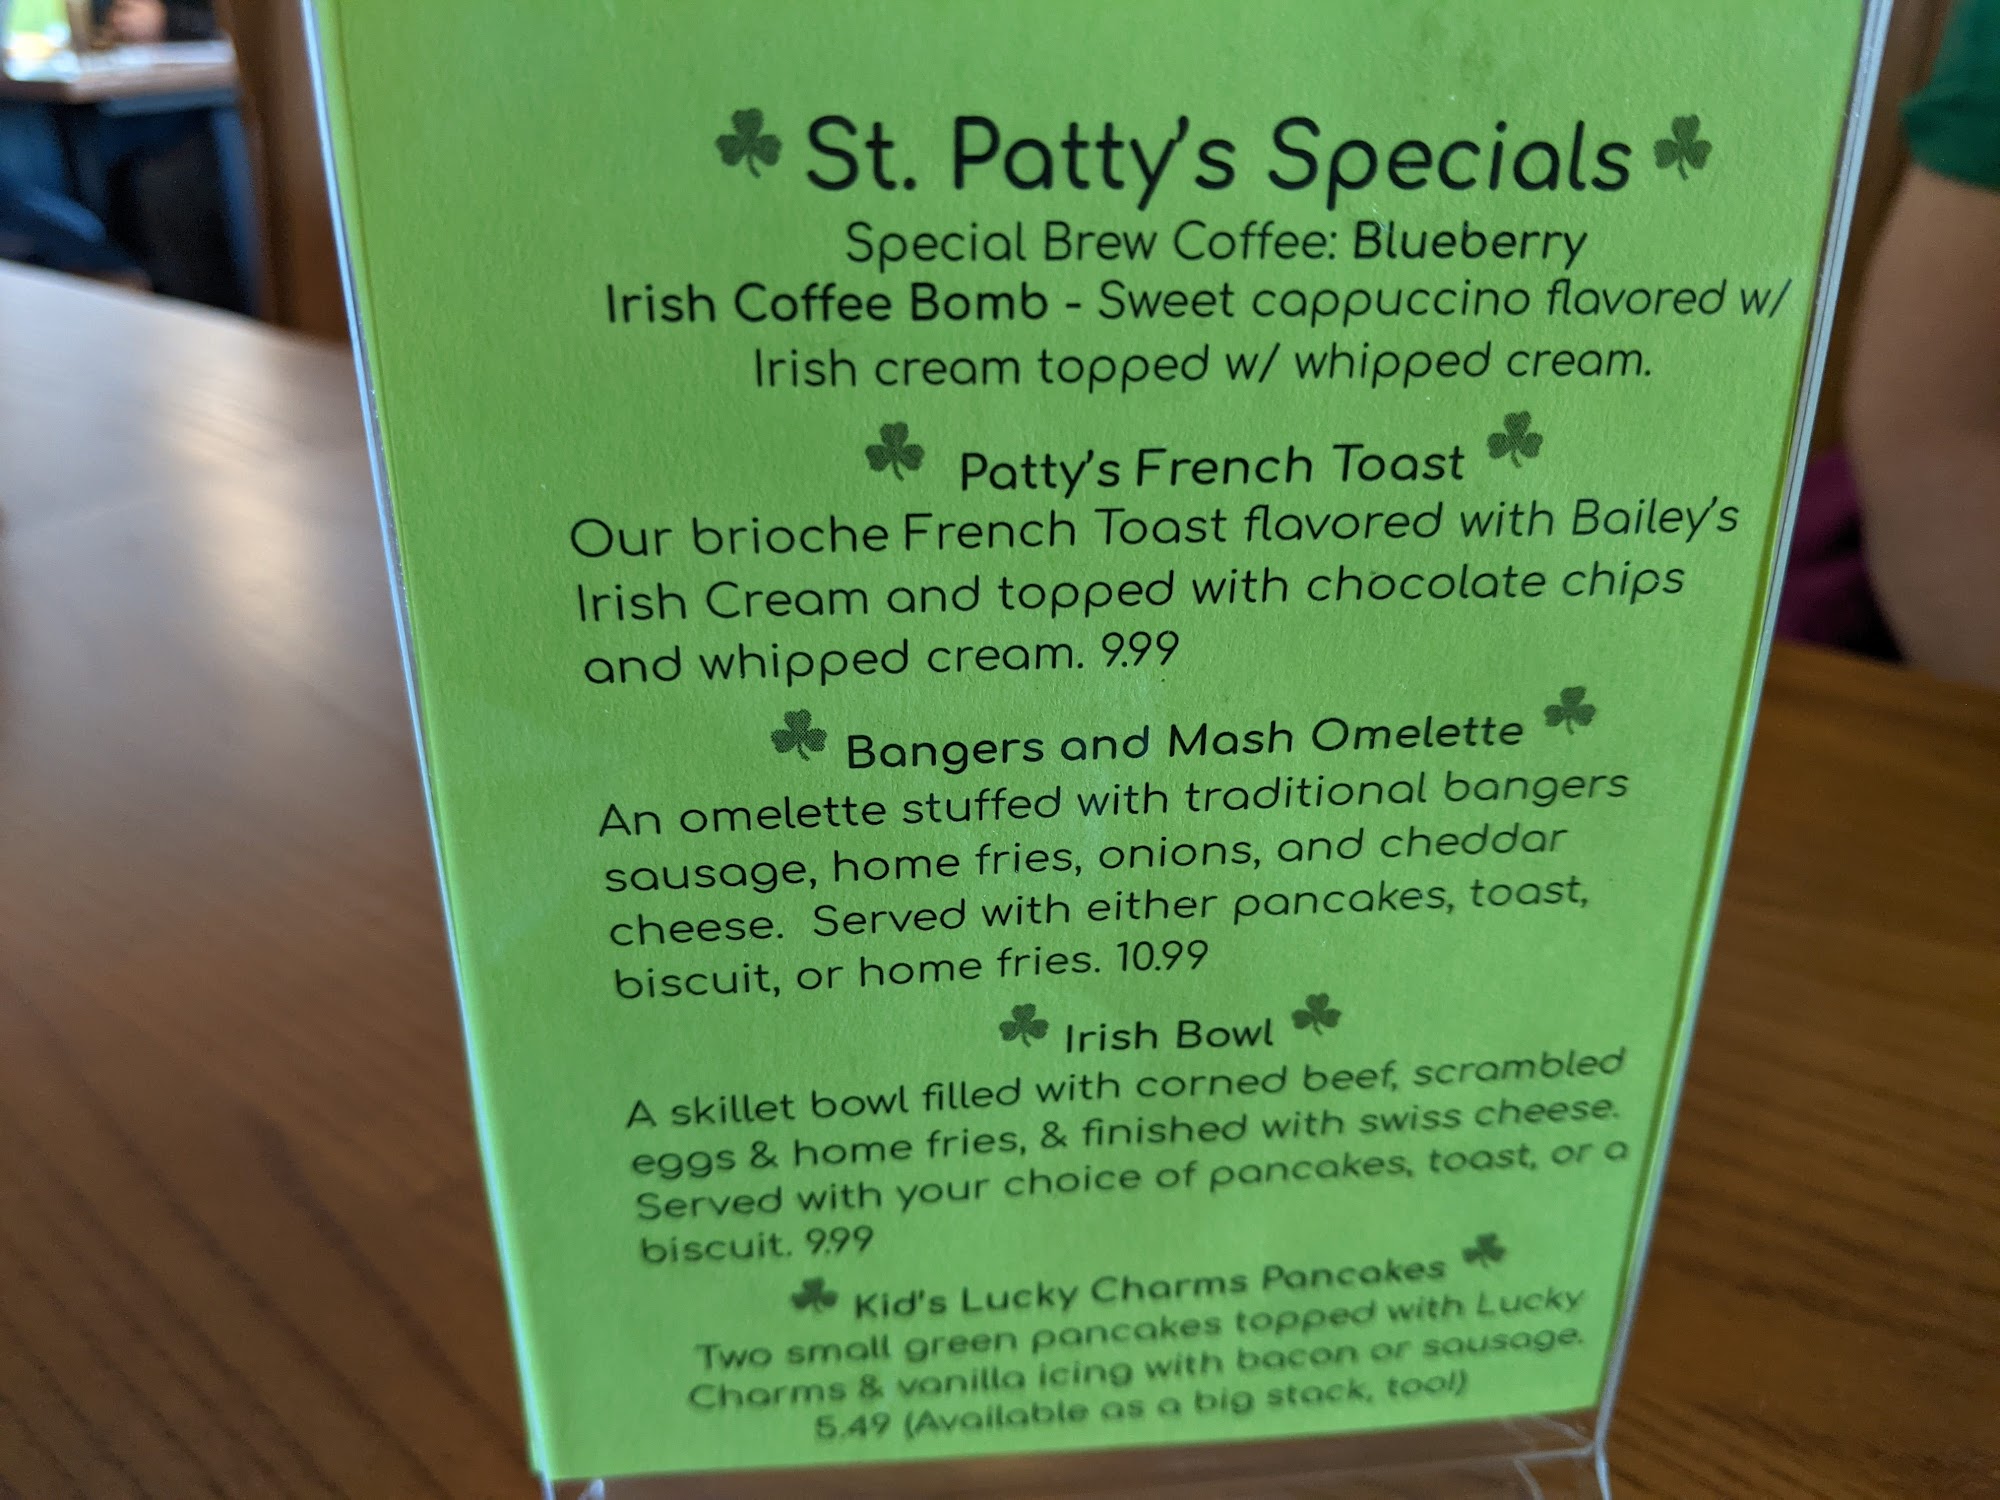 St. Patty's Specials
Special Brew Coffee: Blueberry
Irish Coffee Bomb - Sweet cappuccino flavored w/
Irish cream topped w/ whipped cream.
Patty's French Toast
Our brioche French Toast flavored with Bailey's
Irish Cream and topped with chocolate chips
and whipped cream. 9.99
Bangers and Mash Omelette
An omelette stuffed with traditional bangers
sausage, home fries, onions, and cheddar
cheese. Served with either pancakes, toast,
biscuit, or home fries. 10.99
Irish Bowl
A skillet bowl filled with corned beef, scrambled
eggs & home fries, & finished with swiss cheese.
Served with your choice of pancakes, toast, or a
biscuit. 9.99
Kid's Lucky Charms Pancakes
Two small green pancakes topped with Lucky
Charms & vanilla icing with bacon or sausage.
5.49 (Available as a big stack, too!)